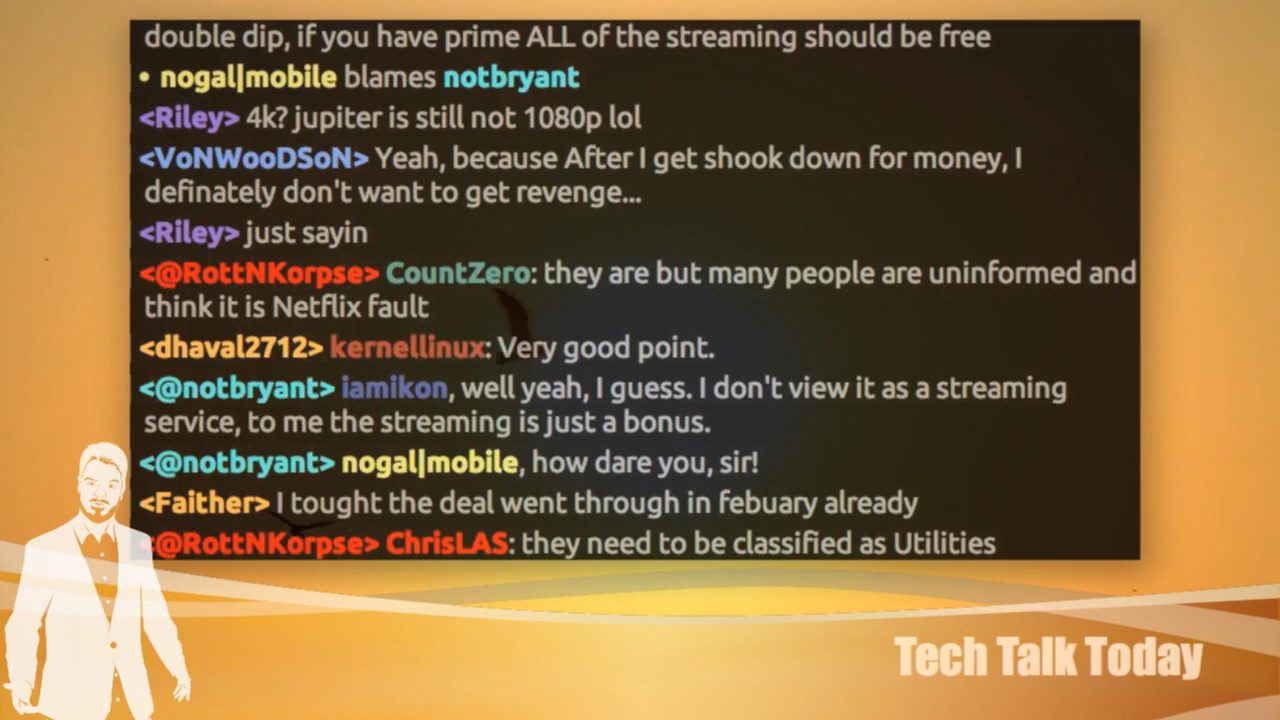 double dip, if you have prime ALL of the streaming should be free
• nogal|mobile blames notbryant
<Riley> 4k? jupiter is still not 1080p lol
<VoNWooDSoN> Yeah, because After I get shook down for money, I
definately don't want to get revenge...
<Riley> just sayin
<@RottNKorpse> CountZero: they are but many people are uninformed and
think it is Netflix fault
<dhaval2712> kernellinux: Very good point.
<@notbryant> iamikon, well yeah, I guess. I don't view it as a streaming
service, to me the streaming is just a bonus.
<@notbryant> nogal|mobile, how dare you, sir!
<Faither> I tought the deal went through in febuary already
<@RottNKorpse> ChrisLAS: they need to be classified as Utilities
Tech Talk Today